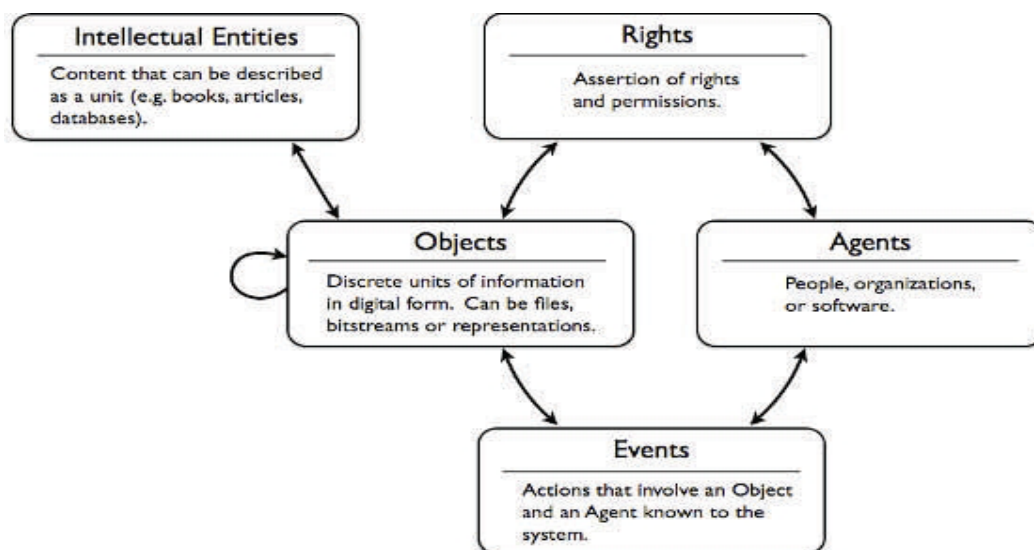 Intellectual Entities
Content that can be described
as a unit (e.g. books, articles,
databases).
Rights
Assertion of rights
and permissions.
Objects
Discrete units of information
in digital form. Can be files,
bitstreams or representations.
Agents
People, organizations,
or software.
Events
Actions that involve an Object
and an Agent known to the
system.